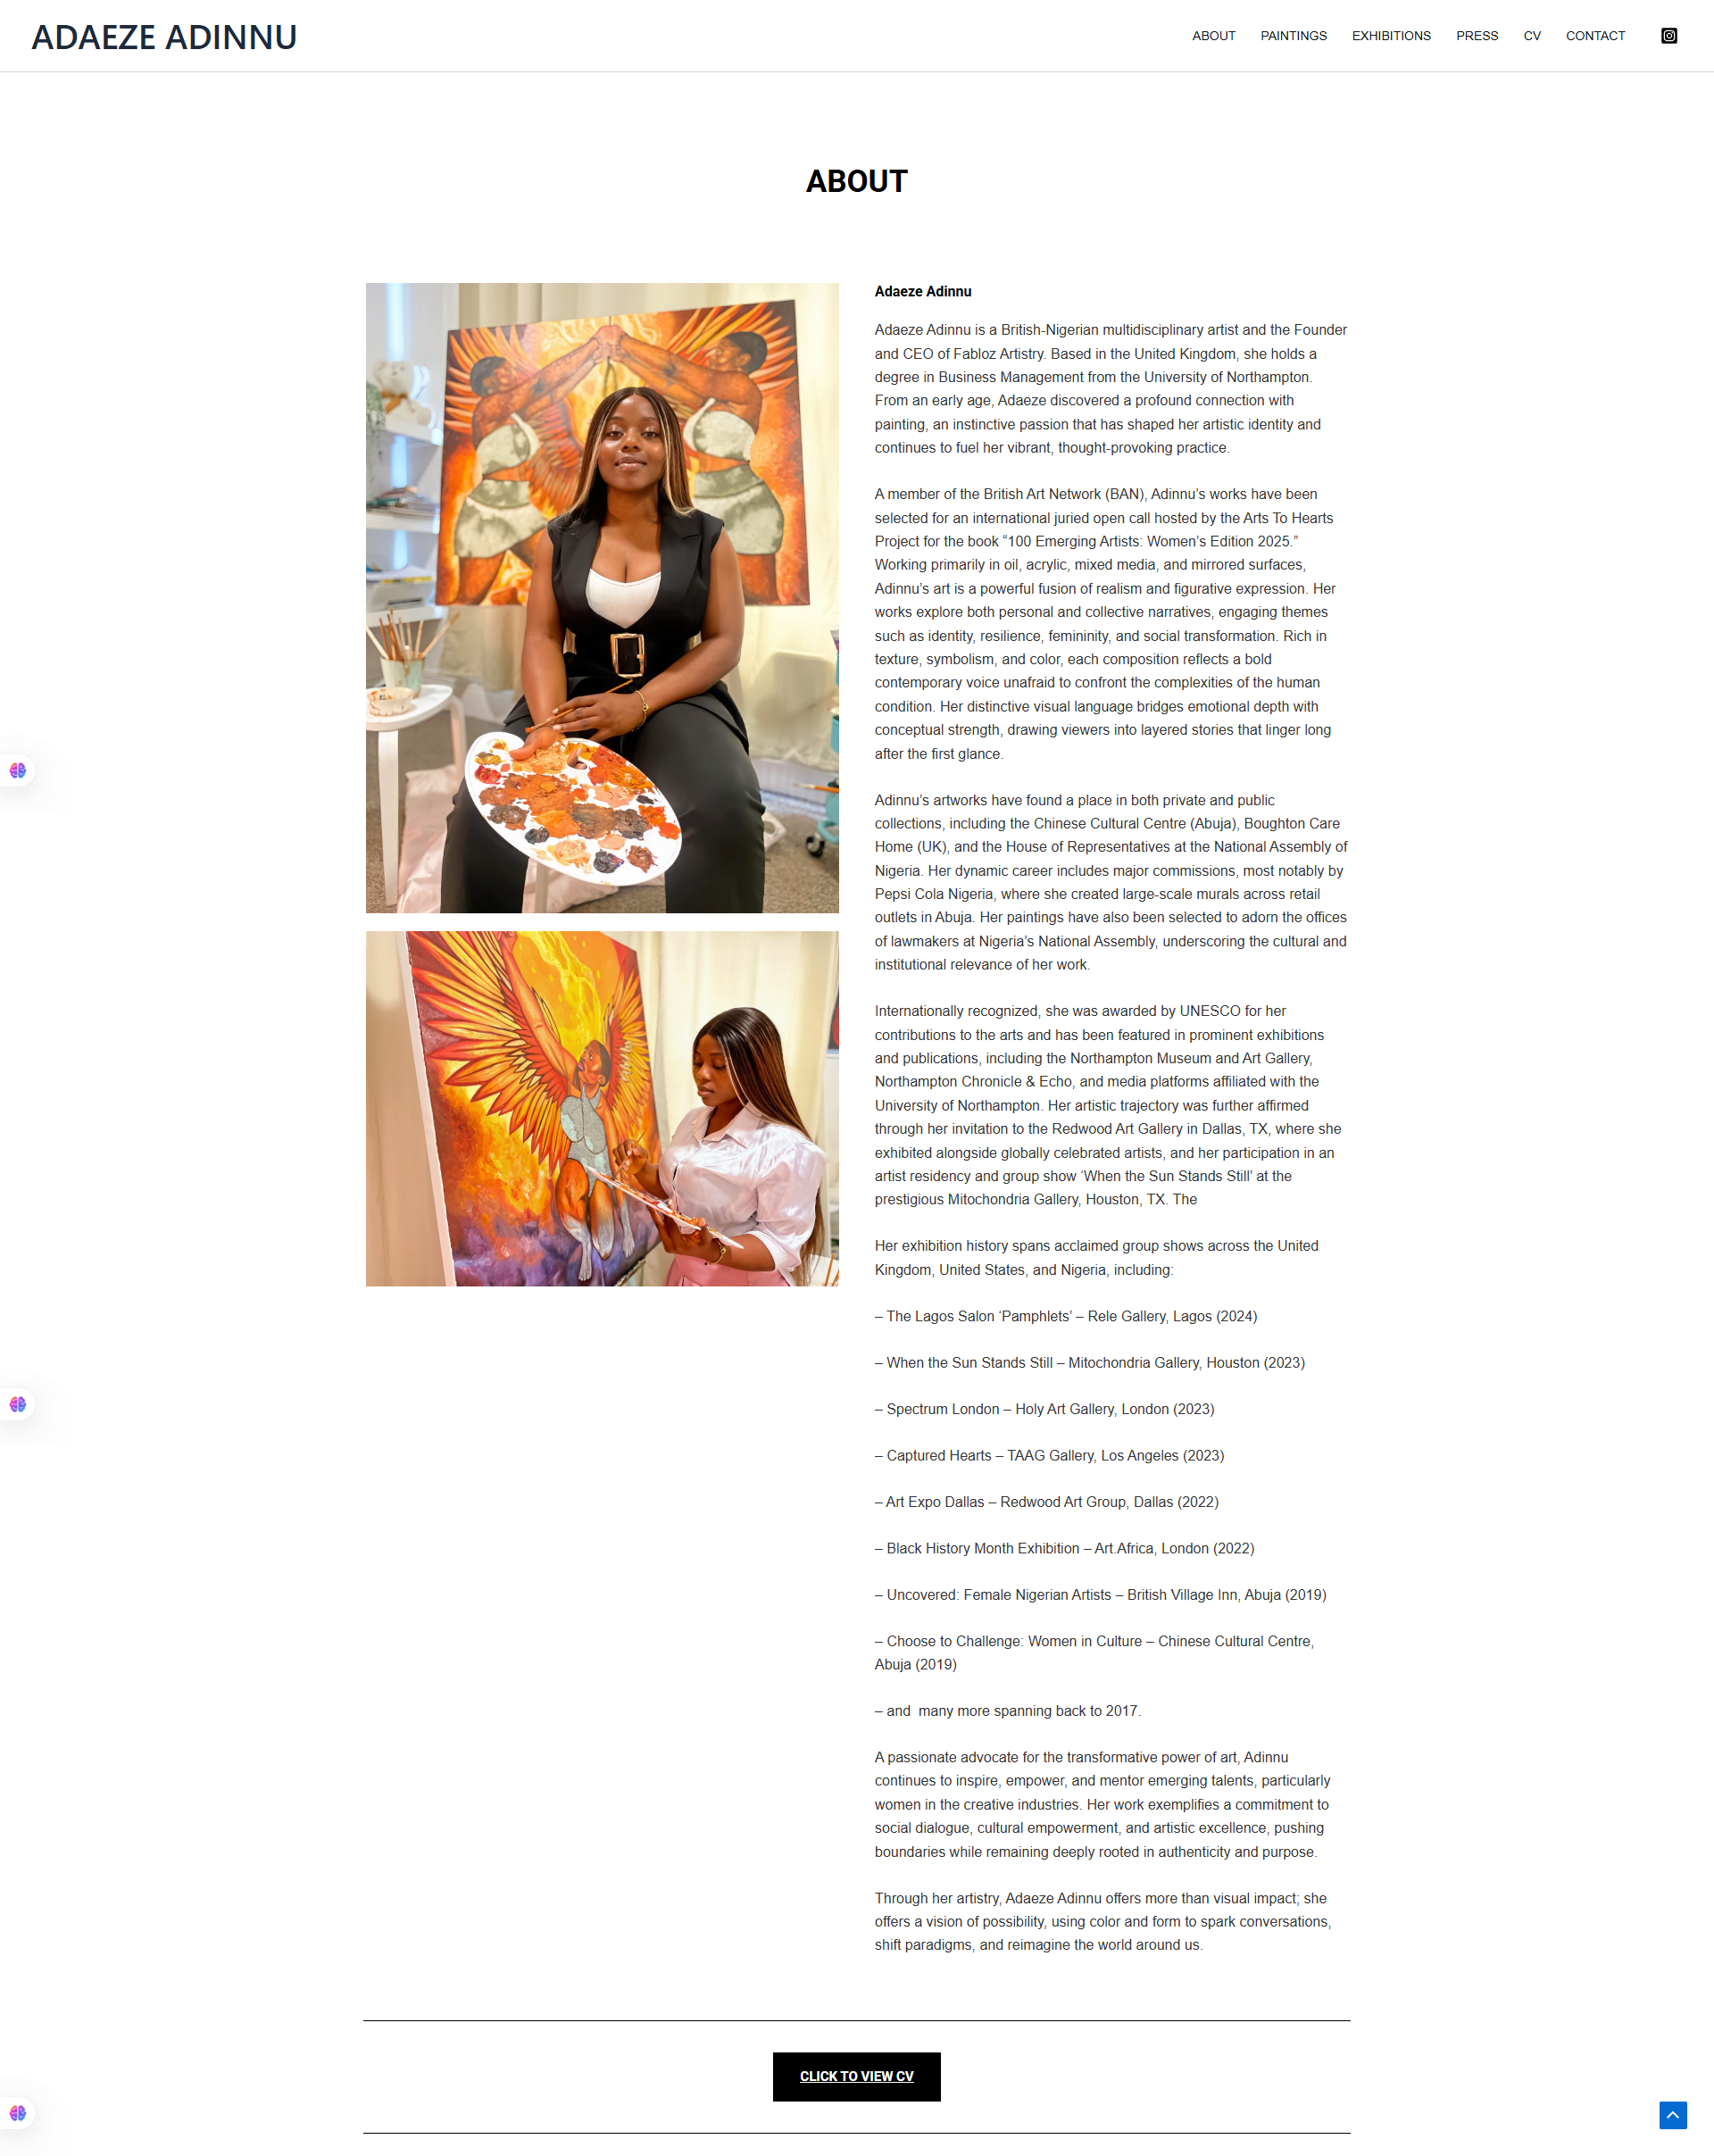 ADAEZE ADINNU
ABOUT PAINTINGS EXHIBITIONS PRESS CV CONTACT
ABOUT
Adaeze Adinnu
Adaeze Adinnu is a British-Nigerian multidisciplinary artist and the Founder
and CEO of Fabloz Artistry. Based in the United Kingdom, she holds a
degree in Business Management from the University of Northampton.
From an early age, Adaeze discovered a profound connection with
painting, an instinctive passion that has shaped her artistic identity and
continues to fuel her vibrant, thought-provoking practice.
A member of the British Art Network (BAN), Adinnu’s works have been
selected for an international juried open call hosted by the Arts To Hearts
Project for the book “100 Emerging Artists: Women’s Edition 2025.”
Working primarily in oil, acrylic, mixed media, and mirrored surfaces,
Adinnu’s art is a powerful fusion of realism and figurative expression. Her
works explore both personal and collective narratives, engaging themes
such as identity, resilience, femininity, and social transformation. Rich in
texture, symbolism, and color, each composition reflects a bold
contemporary voice unafraid to confront the complexities of the human
condition. Her distinctive visual language bridges emotional depth with
conceptual strength, drawing viewers into layered stories that linger long
after the first glance.
Adinnu’s artworks have found a place in both private and public
collections, including the Chinese Cultural Centre (Abuja), Boughton Care
Home (UK), and the House of Representatives at the National Assembly of
Nigeria. Her dynamic career includes major commissions, most notably by
Pepsi Cola Nigeria, where she created large-scale murals across retail
outlets in Abuja. Her paintings have also been selected to adorn the offices
of lawmakers at Nigeria’s National Assembly, underscoring the cultural and
institutional relevance of her work.
Internationally recognized, she was awarded by UNESCO for her
contributions to the arts and has been featured in prominent exhibitions
and publications, including the Northampton Museum and Art Gallery,
Northampton Chronicle & Echo, and media platforms affiliated with the
University of Northampton. Her artistic trajectory was further affirmed
through her invitation to the Redwood Art Gallery in Dallas, TX, where she
exhibited alongside globally celebrated artists, and her participation in an
artist residency and group show ‘When the Sun Stands Still’ at the
prestigious Mitochondria Gallery, Houston, TX. The
Her exhibition history spans acclaimed group shows across the United
Kingdom, United States, and Nigeria, including:
– The Lagos Salon ‘Pamphlets’ – Rele Gallery, Lagos (2024)
– When the Sun Stands Still – Mitochondria Gallery, Houston (2023)
– Spectrum London – Holy Art Gallery, London (2023)
– Captured Hearts – TAAG Gallery, Los Angeles (2023)
– Art Expo Dallas – Redwood Art Group, Dallas (2022)
– Black History Month Exhibition – Art.Africa, London (2022)
– Uncovered: Female Nigerian Artists – British Village Inn, Abuja (2019)
– Choose to Challenge: Women in Culture – Chinese Cultural Centre,
Abuja (2019)
– and  many more spanning back to 2017.
A passionate advocate for the transformative power of art, Adinnu
continues to inspire, empower, and mentor emerging talents, particularly
women in the creative industries. Her work exemplifies a commitment to
social dialogue, cultural empowerment, and artistic excellence, pushing
boundaries while remaining deeply rooted in authenticity and purpose.
Through her artistry, Adaeze Adinnu offers more than visual impact; she
offers a vision of possibility, using color and form to spark conversations,
shift paradigms, and reimagine the world around us.
CLICK TO VIEW CV